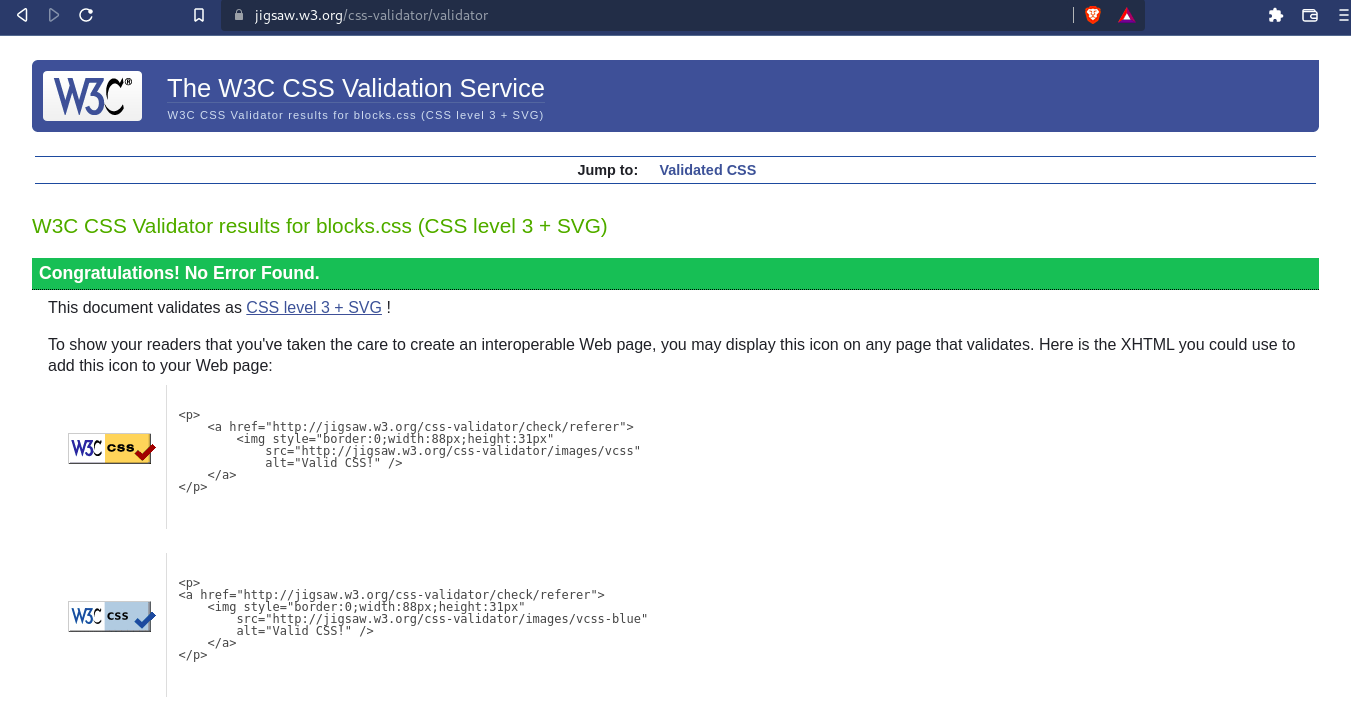 jigsaw.w3.org/css-validator/validator
W3C®
The W3C CSS Validation Service
W3C CSS Validator results for blocks.css (CSS level 3 + SVG)
Jump to: Validated CSS
W3C CSS Validator results for blocks.css (CSS level 3 + SVG)
Congratulations! No Error Found.
This document validates as CSS level 3 + SVG !
To show your readers that you've taken the care to create an interoperable Web page, you may display this icon on any page that validates. Here is the XHTML you could use to
add this icon to your Web page:
W3C css
<p>
    <a href="http://jigsaw.w3.org/css-validator/check/referer">
        <img style="border:0;width:88px;height:31px"
            src="http://jigsaw.w3.org/css-validator/images/vcss"
            alt="Valid CSS!" />
    </a>
</p>
W3C css
<p>
<a href="http://jigsaw.w3.org/css-validator/check/referer">
    <img style="border:0;width:88px;height:31px"
        src="http://jigsaw.w3.org/css-validator/images/vcss-blue"
        alt="Valid CSS!" />
    </a>
</p>